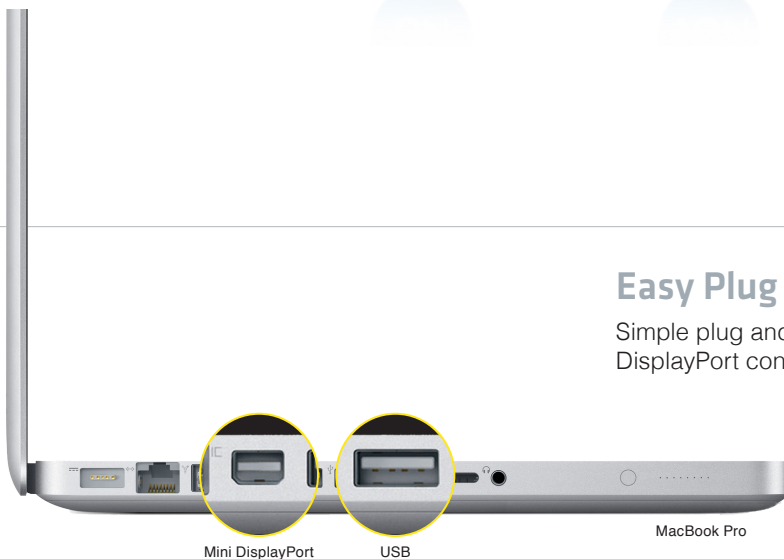 Easy Plug
Simple plug and
DisplayPort con
Mini DisplayPort
USB
MacBook Pro